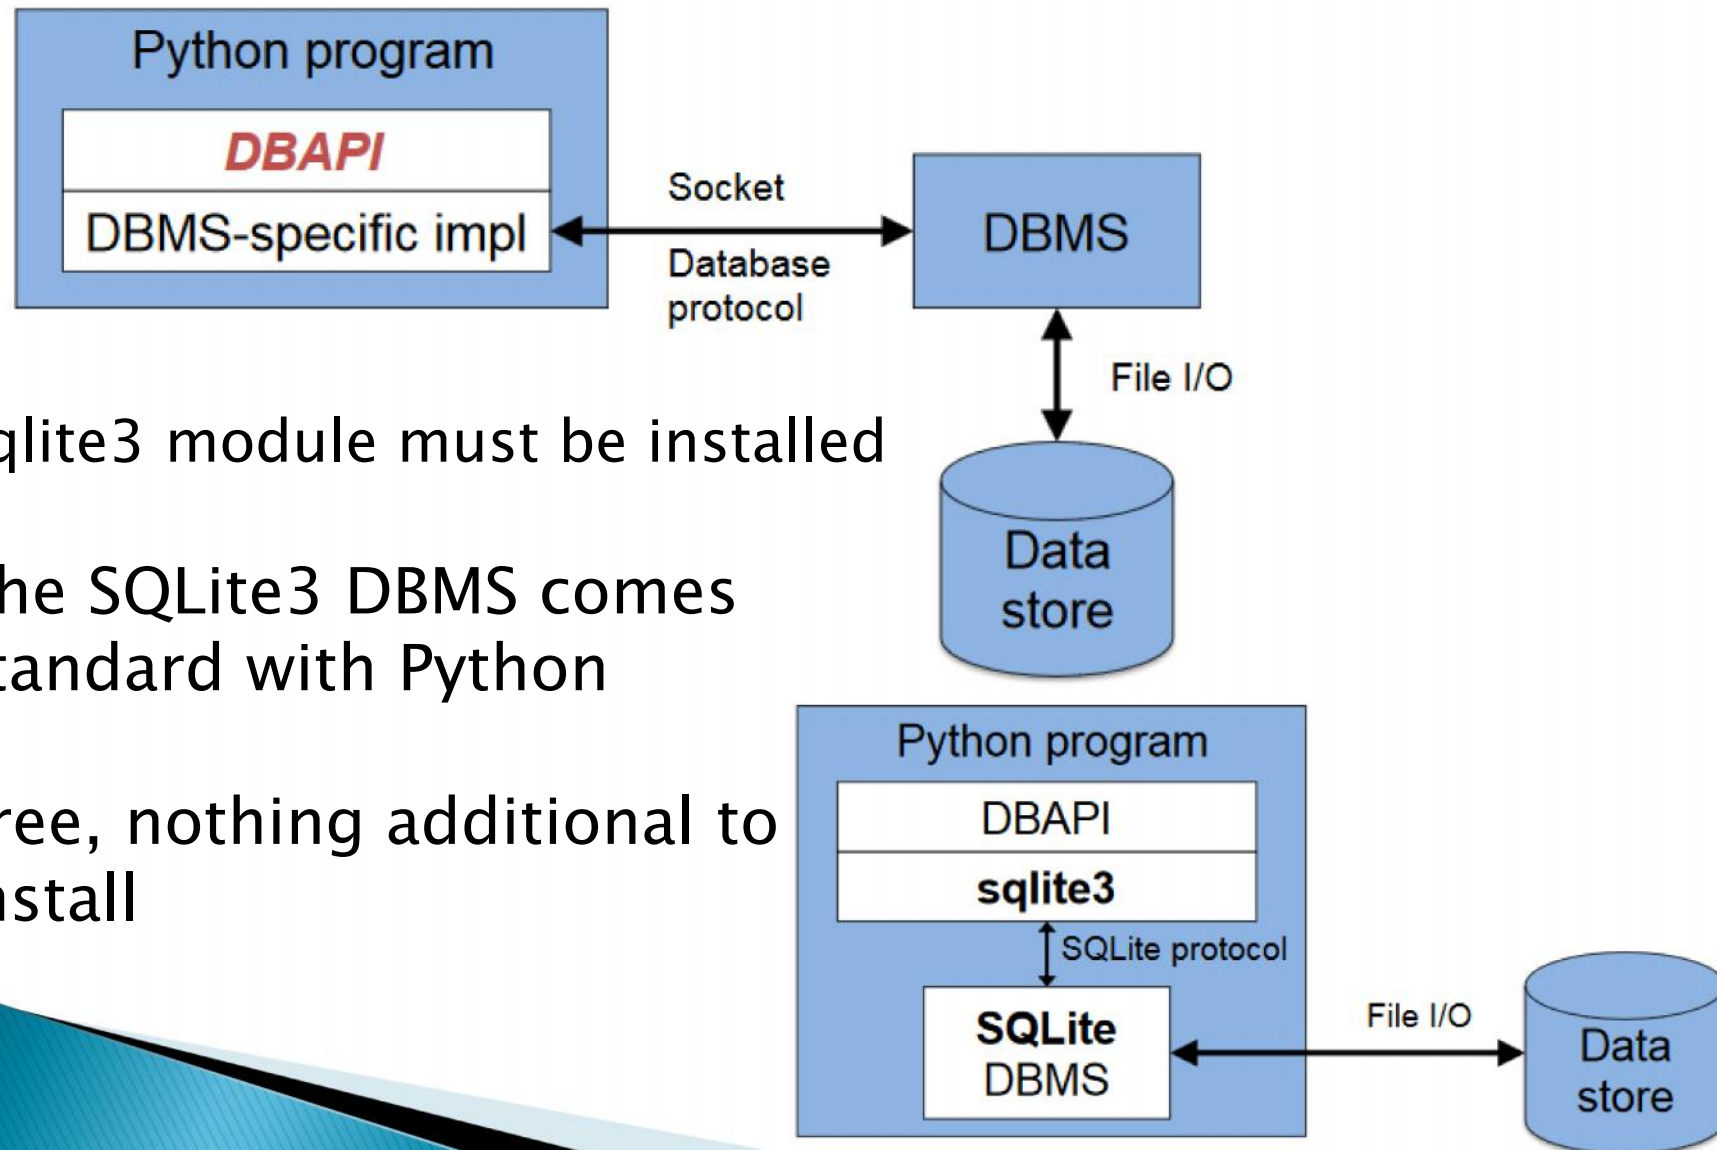 Python program
DBAPI
DBMS-specific impl
Socket
Database
protocol
DBMS
File I/O
Data
store
qlite3 module must be installed
he SQLite3 DBMS comes
tandard with Python
ree, nothing additional to
nstall
Python program
DBAPI
sqlite3
SQLite protocol
SQLite
DBMS
File I/O
Data
store